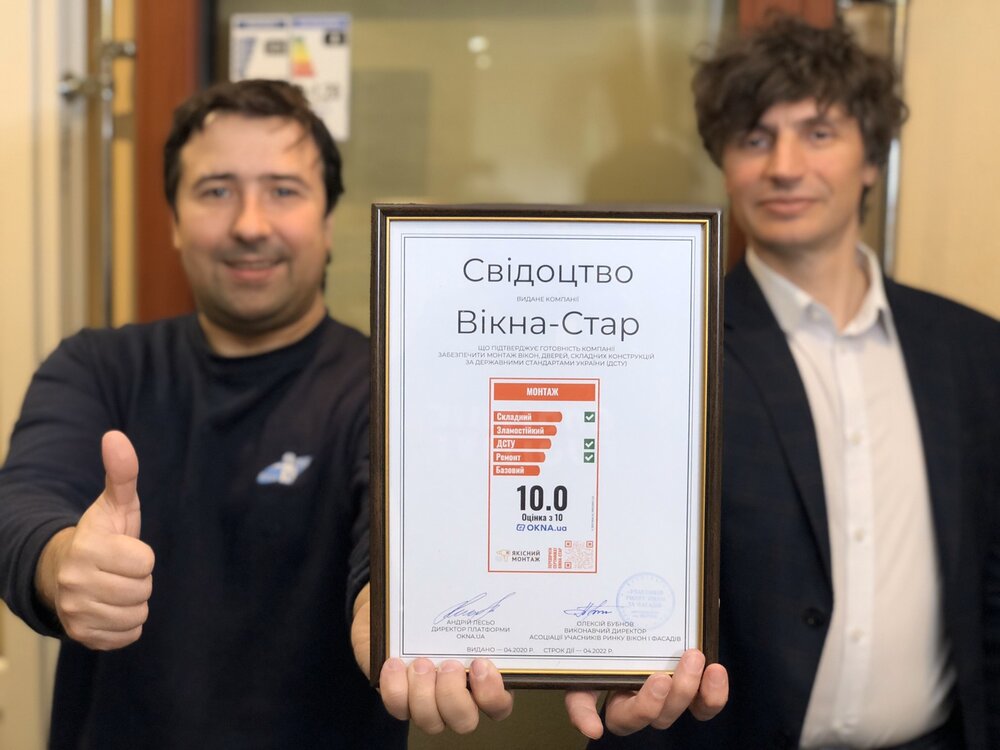 Свідоцтво
ВИДАНЕ КОМПАНІЇ
Вікна-Стар
ЩО ПІДТВЕРДЖУЄ ГОТОВНІСТЬ КОМПАНІЇ
ЗАБЕЗПЕЧИТИ МОНТАЖ ВІКОН, ДВЕРЕЙ, СКЛАДНИХ КОНСТРУКЦІЙ
ЗА ДЕРЖАВНИМИ СТАНДАРТАМИ УКРАЇНИ (ДСТУ)
МОНТАЖ
Складний
Зламостійкий
ДСТУ
Ремонт
Базовий
10.0
Оцінка з 10
OKNA.ua
ЯКІСНИЙ
МОНТАЖ
АНДРІЙ ПЕСЬО
ДИРЕКТОР ПЛАТФОРМИ
OKNA.UA
ОЛЕКСІЙ БУБНОВ
ВИКОНАВЧИЙ ДИРЕКТОР
АСОЦІАЦІЇ УЧАСНИКІВ РИНКУ ВІКОН І ФАСАДІВ
ВИДАНО — 04.2020 Р. СТРОК ДІЇ — 04.2022 Р.